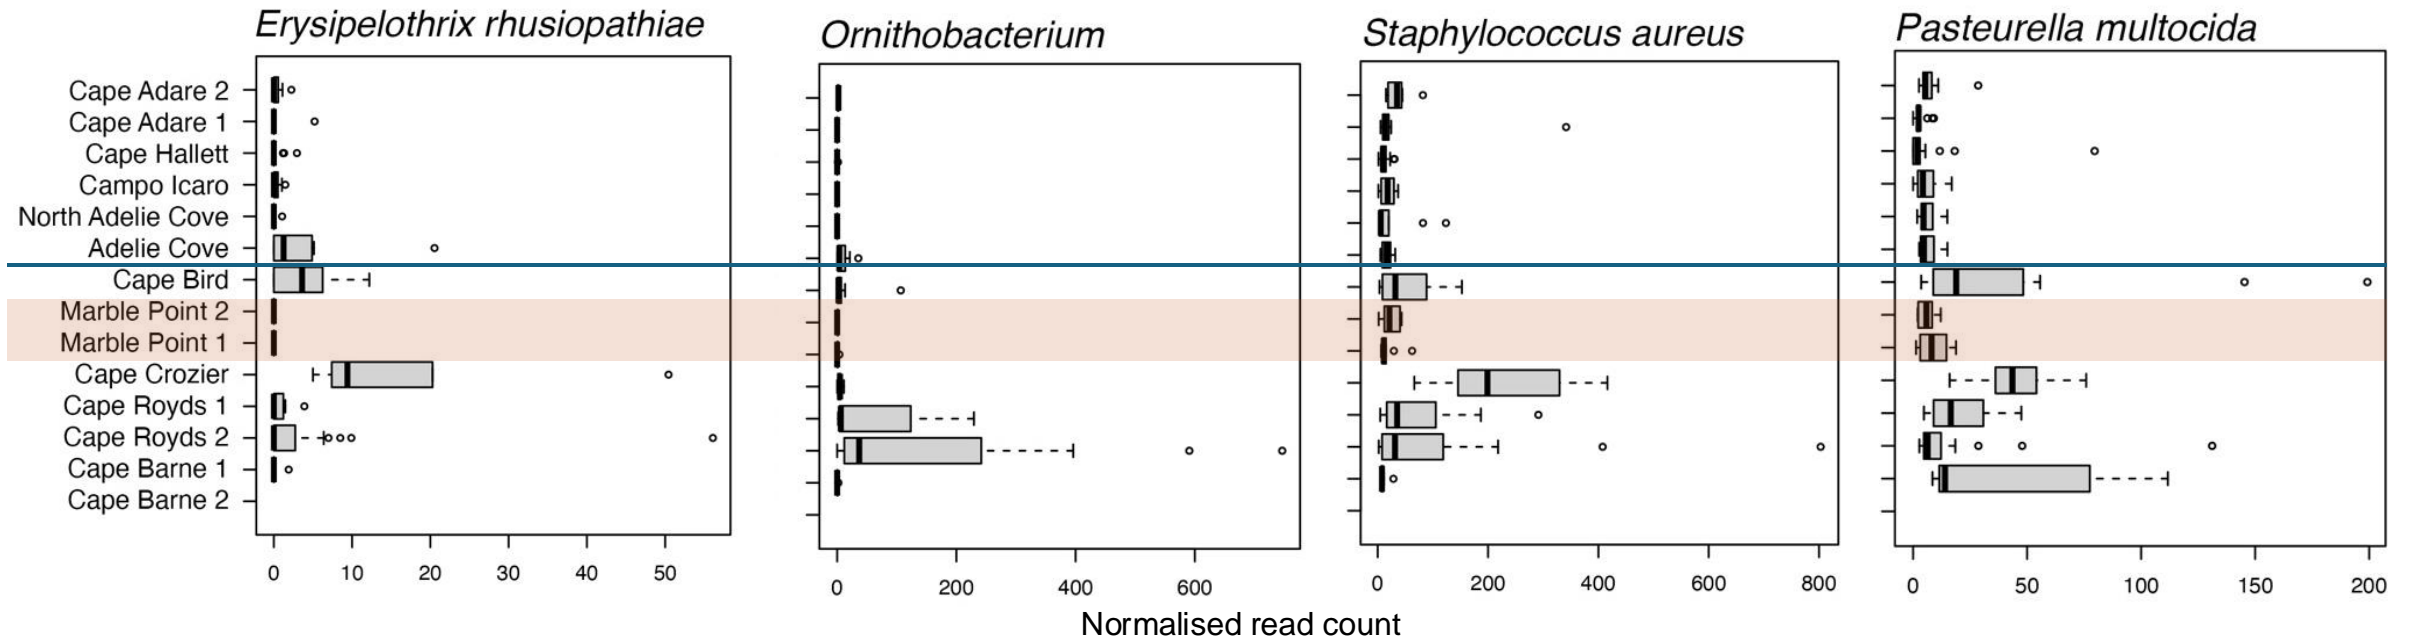 Erysipelothrix rhusiopathiae
Ornithobacterium
Staphylococcus aureus
Pasteurella multocida
Cape Adare 2
Cape Adare 1
Cape Hallett
Campo Icaro
North Adelie Cove
Adelie Cove
Cape Bird
Marble Point 2
Marble Point 1
Cape Crozier
Cape Royds 1
Cape Royds 2
Cape Barne 1
Cape Barne 2
0 10 20 30 40 50
0 200 400 600
0 200 400 600 800
0 50 100 150 200
Normalised read count